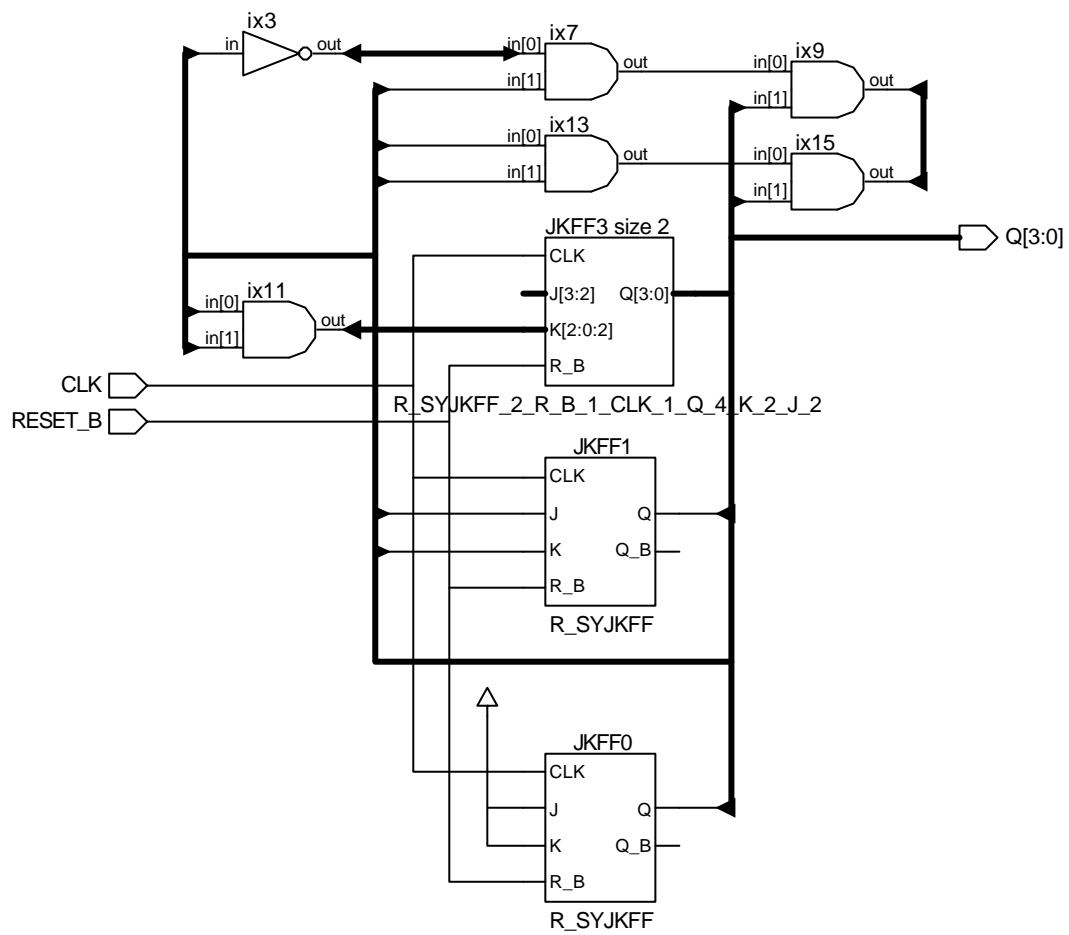 ix3
in
out
in[0]
ix7
in[1]
out
in[0]
ix9
in[1]
out
in[0]
ix13
in[1]
out
in[0]
ix15
in[1]
out
JKFF3 size 2
CLK
J[3:2]
Q[3:0]
K[2:0:2]
R_B
R_SYJKFF_2_R_B_1_CLK_1_Q_4_K_2_J_2
Q[3:0]
ix11
in[0]
in[1]
out
CLK
RESET_B
JKFF1
CLK
J
Q
K
Q_B
R_B
R_SYJKFF
JKFF0
CLK
J
Q
K
Q_B
R_B
R_SYJKFF